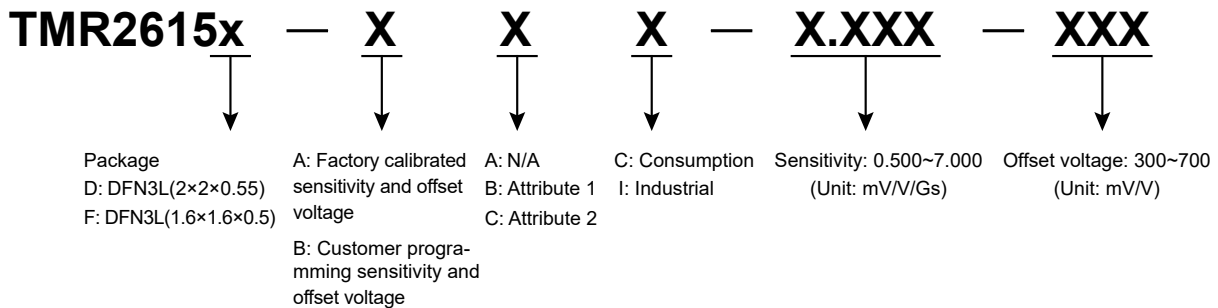 TMR2615x — X X X — X.XXX — XXX
Package
D: DFN3L(2×2×0.55)
F: DFN3L(1.6×1.6×0.5)
A: Factory calibrated
sensitivity and offset
voltage
B: Customer progra-
mming sensitivity and
offset voltage
A: N/A
B: Attribute 1
C: Attribute 2
C: Consumption
I: Industrial
Sensitivity: 0.500~7.000
(Unit: mV/V/Gs)
Offset voltage: 300~700
(Unit: mV/V)